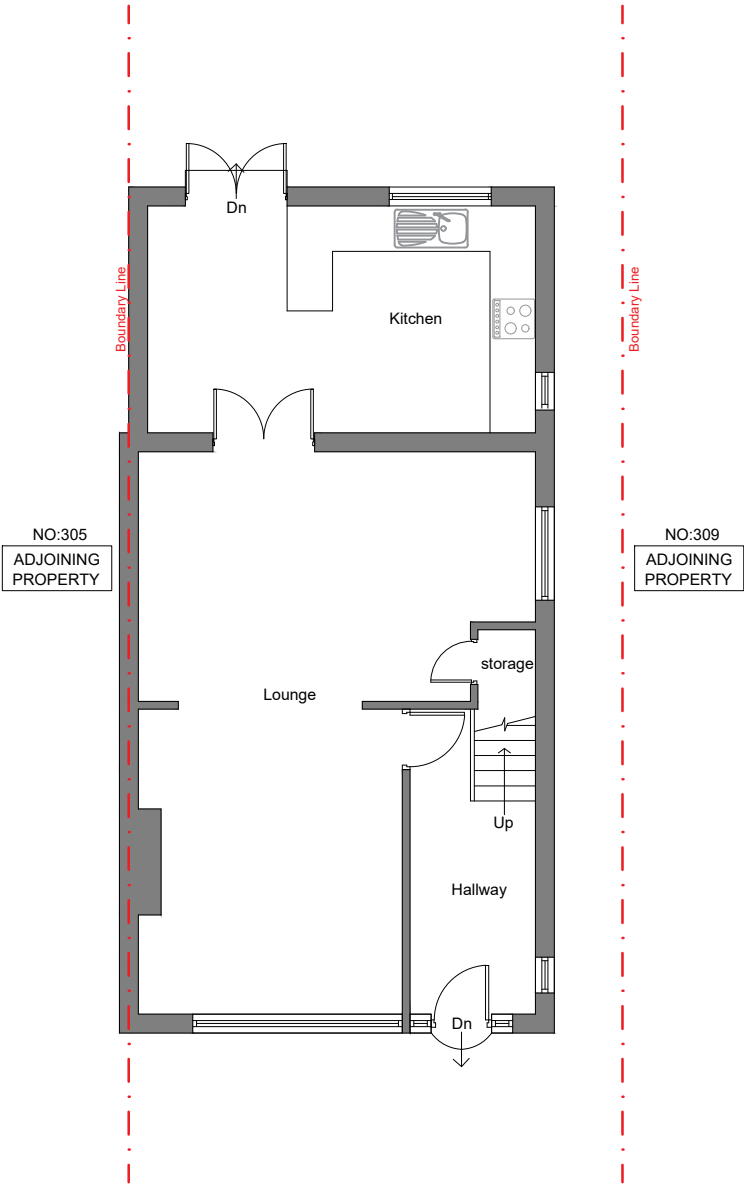 Dn
Boundary Line
Boundary Line
Kitchen
NO:305
ADJOINING
PROPERTY
NO:309
ADJOINING
PROPERTY
storage
Lounge
Up
Hallway
Dn